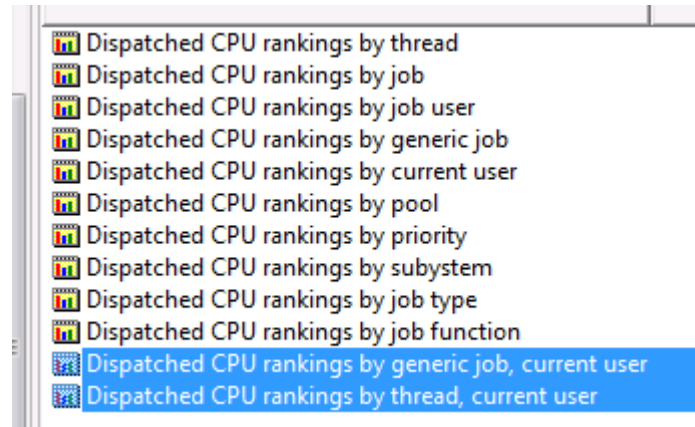 Dispatched CPU rankings by thread
Dispatched CPU rankings by job
Dispatched CPU rankings by job user
Dispatched CPU rankings by generic job
Dispatched CPU rankings by current user
Dispatched CPU rankings by pool
Dispatched CPU rankings by priority
Dispatched CPU rankings by subystem
Dispatched CPU rankings by job type
Dispatched CPU rankings by job function
Dispatched CPU rankings by generic job, current user
Dispatched CPU rankings by thread, current user